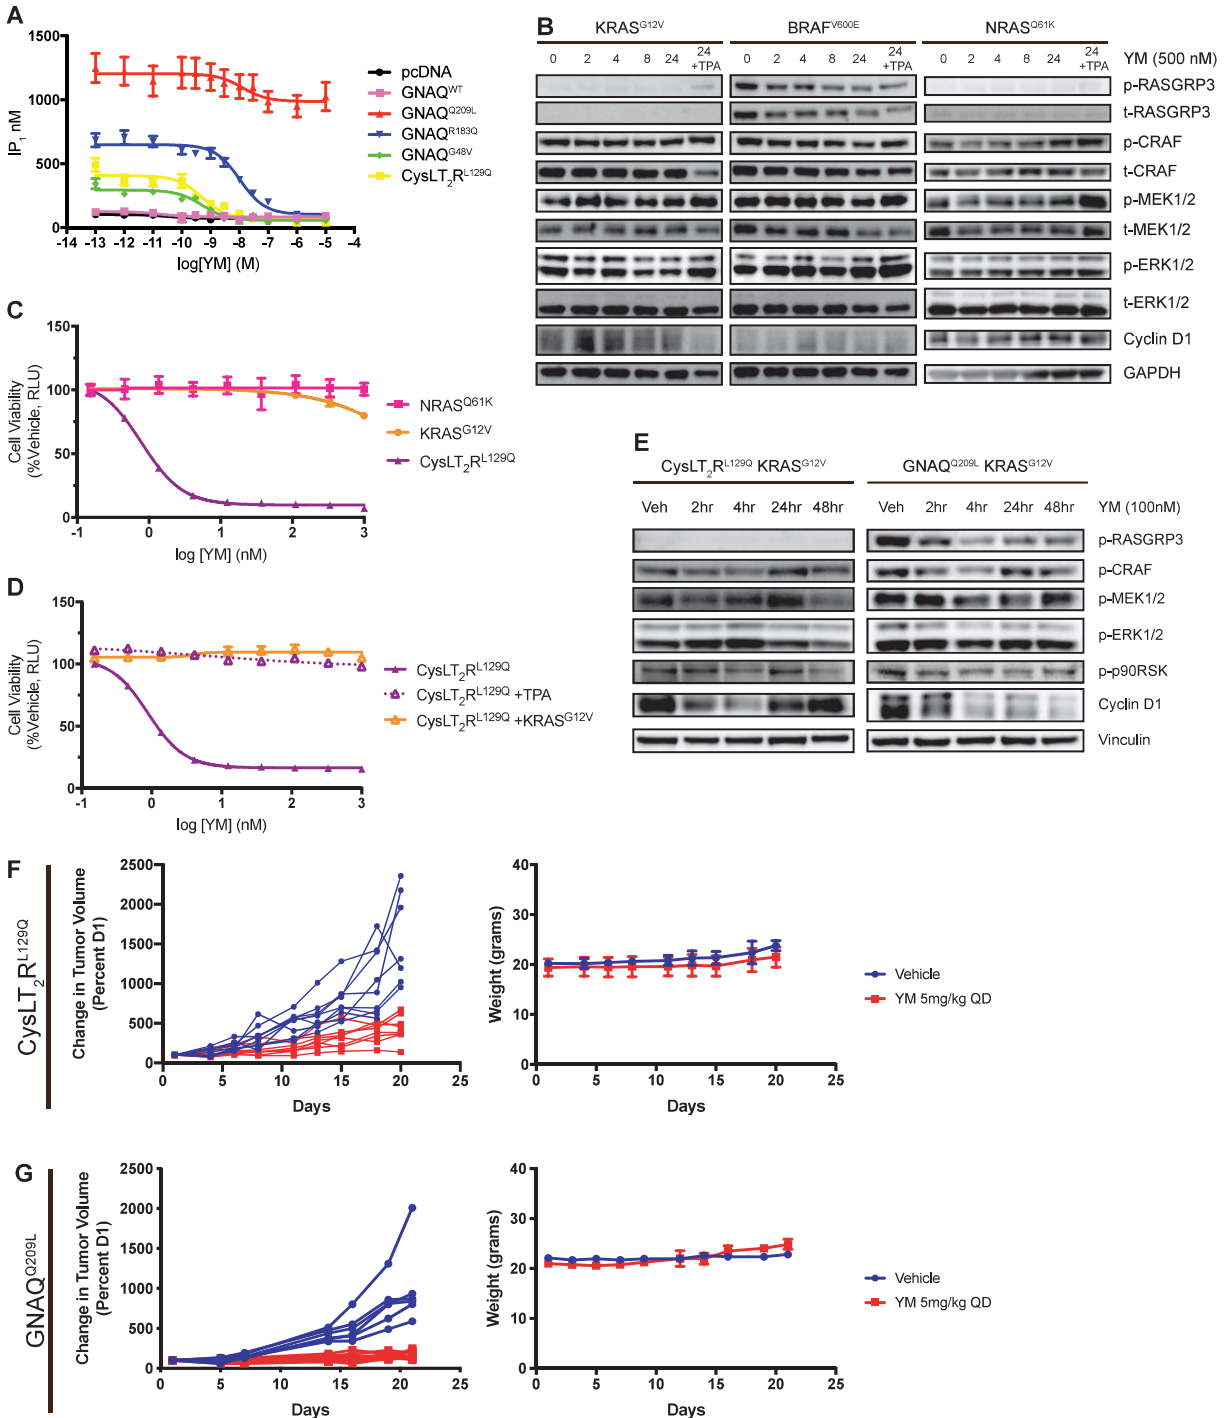 A
1500
1000
500
0
IP1 nM
-14 -13 -12 -11 -10 -9 -8 -7 -6 -5 -4
log[YM] (M)
pcDNA
GNAQWT
GNAQQ209L
GNAQR183Q
GNAQG48V
CysLT2RL129Q
B
KRASG12V BRAFV600E NRASQ61K
0 2 4 8 24 24 +TPA 0 2 4 8 24 24 +TPA 0 2 4 8 24 24 +TPA YM (500 nM)
p-RASGRP3
t-RASGRP3
p-CRAF
t-CRAF
p-MEK1/2
t-MEK1/2
p-ERK1/2
t-ERK1/2
Cyclin D1
GAPDH
C
150
100
50
0
Cell Viability
(%Vehicle, RLU)
-1 0 1 2 3
log [YM] (nM)
NRASQ61K
KRASG12V
CysLT2RL129Q
D
150
100
50
0
Cell Viability
(%Vehicle, RLU)
-1 0 1 2 3
log [YM] (nM)
CysLT2RL129Q
CysLT2RL129Q +TPA
CysLT2RL129Q +KRASG12V
E
CysLT2RL129Q KRASG12V GNAQQ209L KRASG12V
Veh 2hr 4hr 24hr 48hr Veh 2hr 4hr 24hr 48hr YM (100nM)
p-RASGRP3
p-CRAF
p-MEK1/2
p-ERK1/2
p-p90RSK
Cyclin D1
Vinculin
F
CysLT2RL129Q
2500
2000
1500
1000
500
0
Change in Tumor Volume
(Percent D1)
0 5 10 15 20 25
Days
40
30
20
10
0
Weight (grams)
0 5 10 15 20 25
Days
Vehicle
YM 5mg/kg QD
G
GNAQQ209L
2500
2000
1500
1000
500
0
Change in Tumor Volume
(Percent D1)
0 5 10 15 20 25
Days
40
30
20
10
0
Weight (grams)
0 5 10 15 20 25
Days
Vehicle
YM 5mg/kg QD